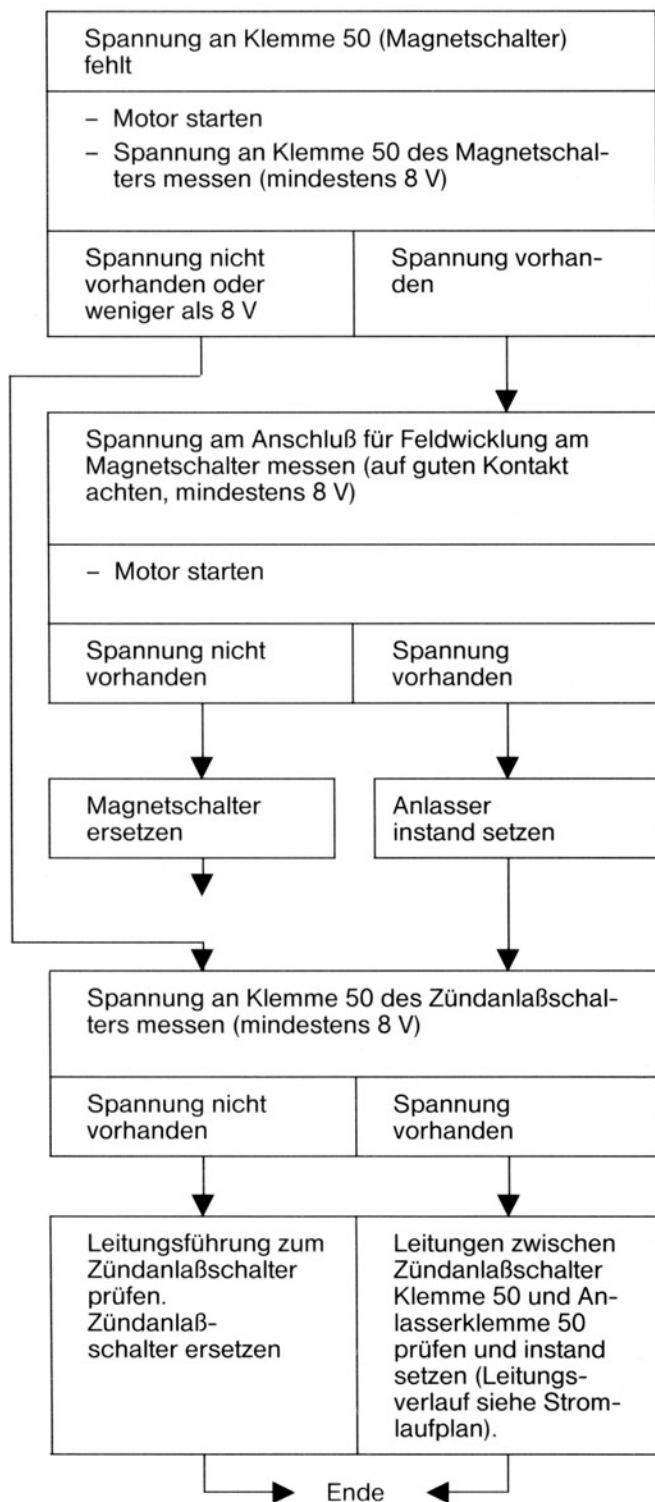 Spannung an Klemme 50 (Magnetschalter)
fehlt
– Motor starten
– Spannung an Klemme 50 des Magnetschal-
ters messen (mindestens 8 V)
Spannung nicht
vorhanden oder
weniger als 8 V
Spannung vorhan-
den
Spannung am Anschluß für Feldwicklung am
Magnetschalter messen (auf guten Kontakt
achten, mindestens 8 V)
– Motor starten
Spannung nicht
vorhanden
Spannung
vorhanden
Magnetschalter
ersetzen
Anlasser
instand setzen
Spannung an Klemme 50 des Zündanlaßschal-
ters messen (mindestens 8 V)
Spannung nicht
vorhanden
Spannung
vorhanden
Leitungsführung zum
Zündanlaßschalter
prüfen.
Zündanlaß-
schalter ersetzen
Leitungen zwischen
Zündanlaßschalter
Klemme 50 und An-
lasserklemme 50
prüfen und instand
setzen (Leitungs-
verlauf siehe Strom-
laufplan).
Ende